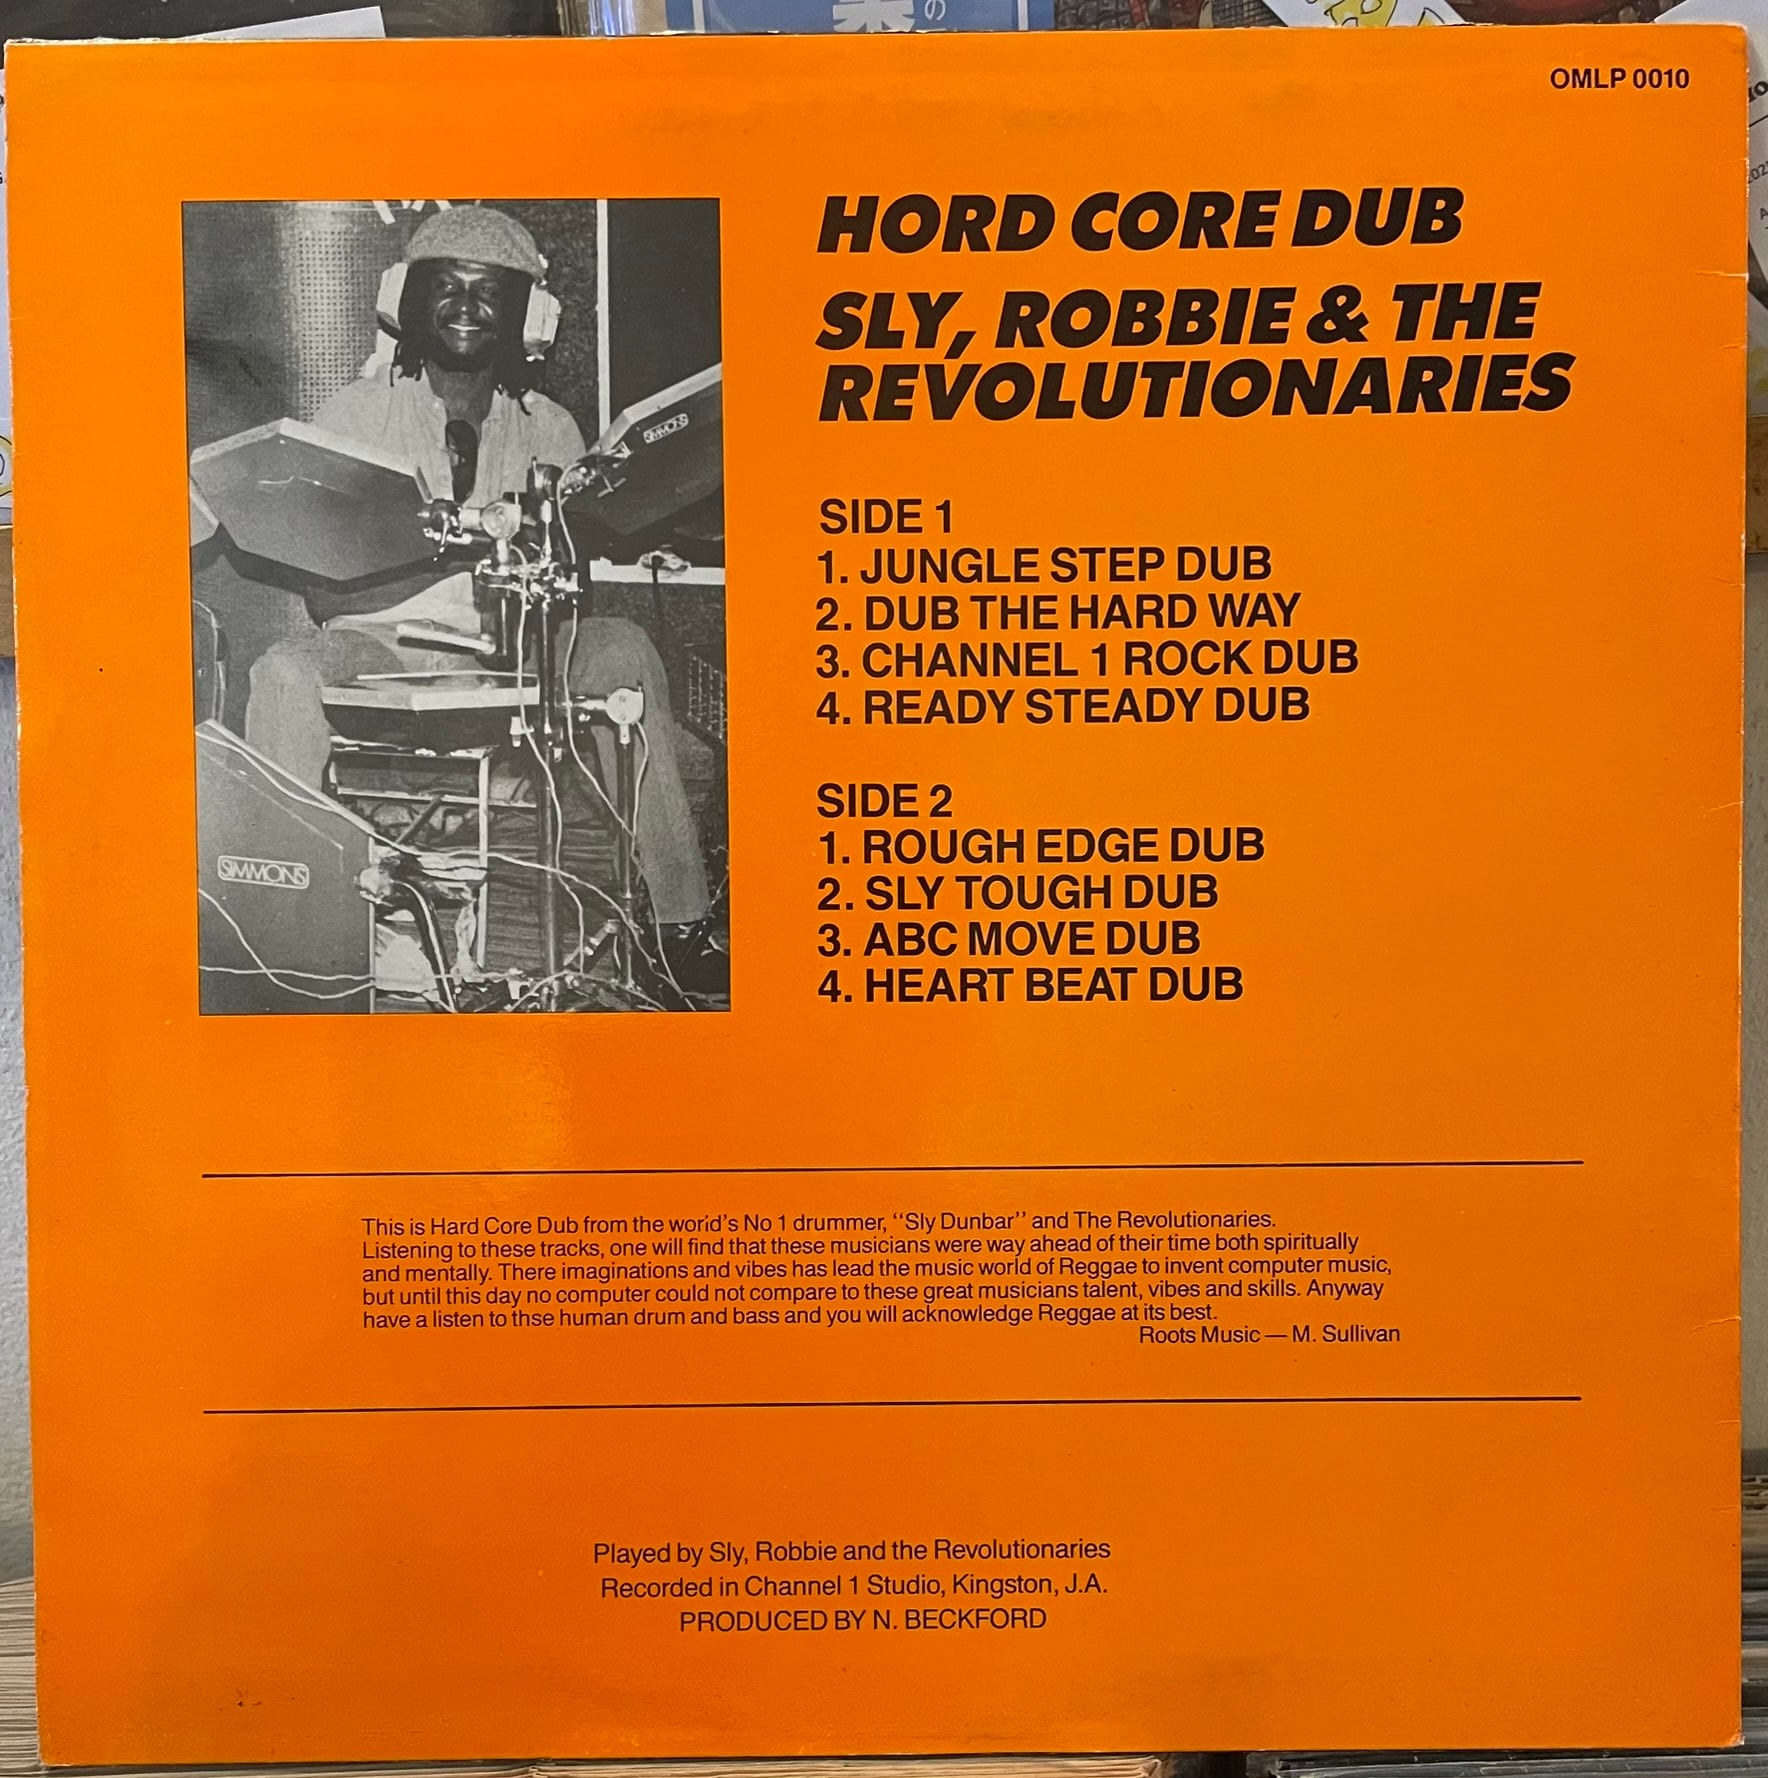 OMLP 0010
HORD CORE DUB
SLY, ROBBIE & THE
REVOLUTIONARIES
SIMMONS
SIMMONS
SIDE 1
1. JUNGLE STEP DUB
2. DUB THE HARD WAY
3. CHANNEL 1 ROCK DUB
4. READY STEADY DUB
SIDE 2
1. ROUGH EDGE DUB
2. SLY TOUGH DUB
3. ABC MOVE DUB
4. HEART BEAT DUB
This is Hard Core Dub from the world's No 1 drummer, "Sly Dunbar" and The Revolutionaries.
Listening to these tracks, one will find that these musicians were way ahead of their time both spiritually
and mentally. There imaginations and vibes has lead the music world of Reggae to invent computer music,
but until this day no computer could not compare to these great musicians talent, vibes and skills. Anyway
have a listen to thse human drum and bass and you will acknowledge Reggae at its best.
Roots Music — M. Sullivan
Played by Sly, Robbie and the Revolutionaries
Recorded in Channel 1 Studio, Kingston, J.A.
PRODUCED BY N. BECKFORD